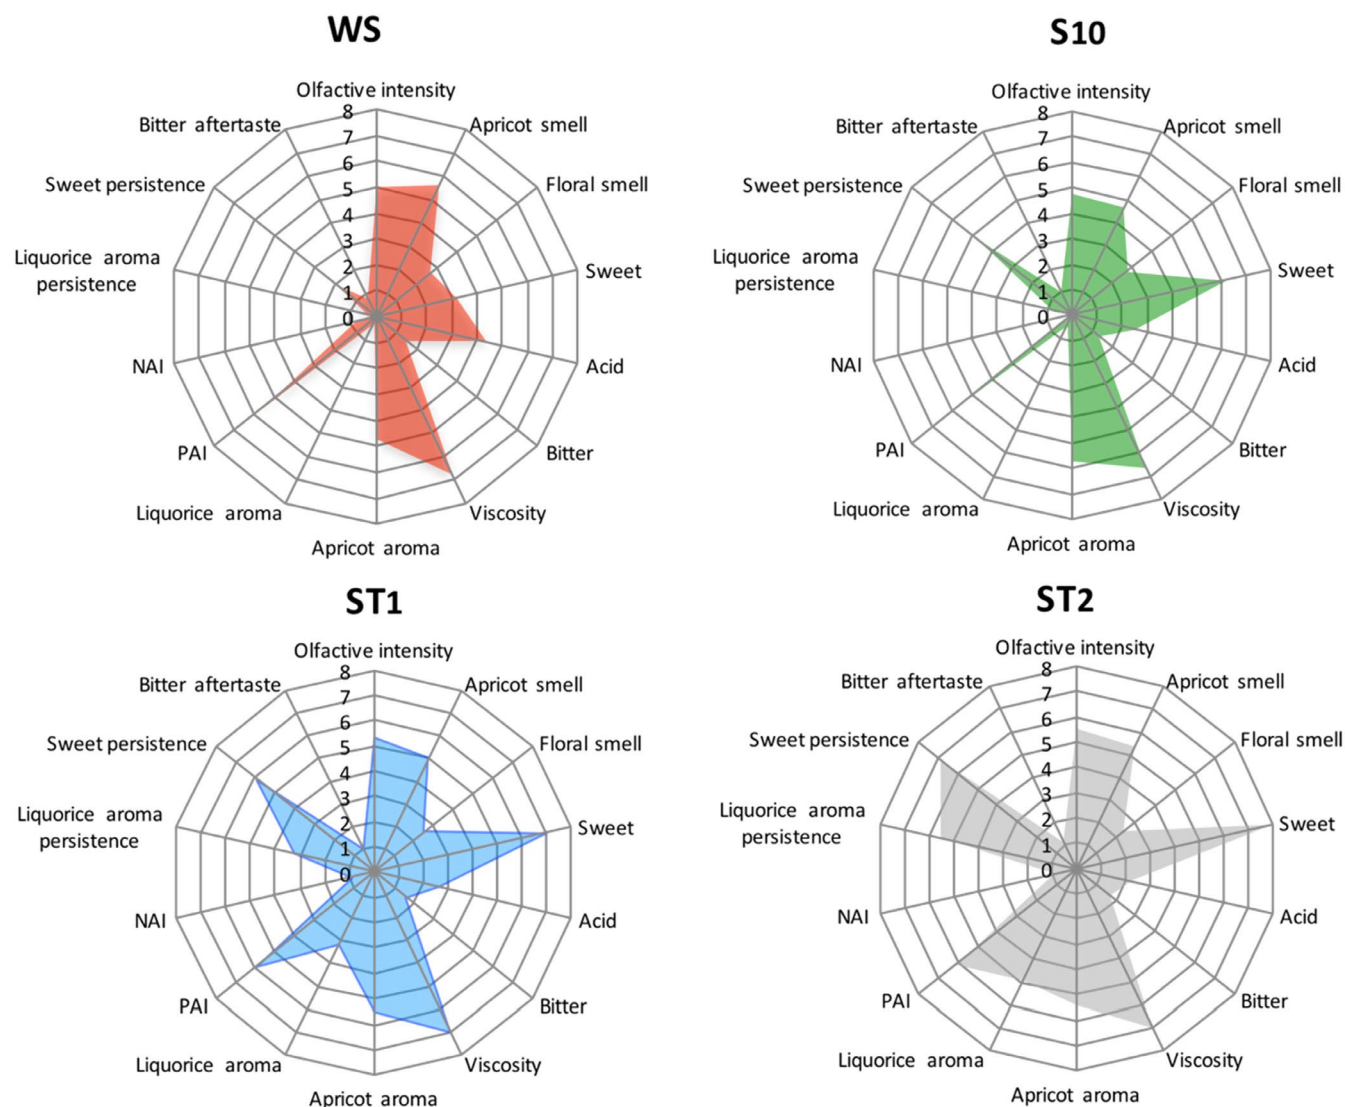 WS
Olfactive intensity
Apricot smell
Floral smell
Sweet
Acid
Bitter
Viscosity
Apricot aroma
Liquorice aroma
PAI
NAI
Liquorice aroma
persistence
Sweet persistence
Bitter aftertaste
8
7
6
5
4
3
2
1
0
S10
Olfactive intensity
Apricot smell
Floral smell
Sweet
Acid
Bitter
Viscosity
Apricot aroma
Liquorice aroma
PAI
NAI
Liquorice aroma
persistence
Sweet persistence
Bitter aftertaste
8
7
6
5
4
3
2
1
0
ST1
Olfactive intensity
Apricot smell
Floral smell
Sweet
Acid
Bitter
Viscosity
Apricot aroma
Liquorice aroma
PAI
NAI
Liquorice aroma
persistence
Sweet persistence
Bitter aftertaste
8
7
6
5
4
3
2
1
0
ST2
Olfactive intensity
Apricot smell
Floral smell
Sweet
Acid
Bitter
Viscosity
Apricot aroma
Liquorice aroma
PAI
NAI
Liquorice aroma
persistence
Sweet persistence
Bitter aftertaste
8
7
6
5
4
3
2
1
0